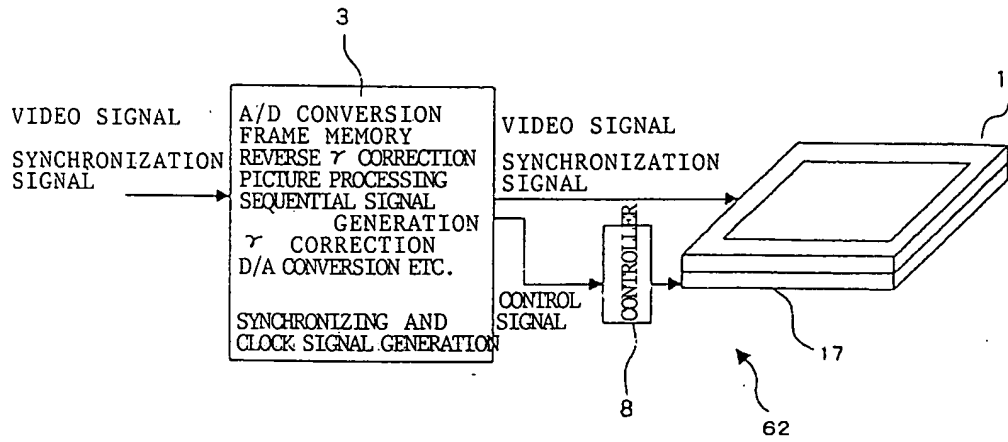 3
VIDEO SIGNAL
SYNCHRONIZATION
SIGNAL
A/D CONVERSION
FRAME MEMORY
REVERSE γ CORRECTION
PICTURE PROCESSING
SEQUENTIAL SIGNAL
GENERATION
γ CORRECTION
D/A CONVERSION ETC.
SYNCHRONIZING AND
CLOCK SIGNAL GENERATION
VIDEO SIGNAL
SYNCHRONIZATION
SIGNAL
CONTROL
SIGNAL
CONTROLLER
8
1
17
62